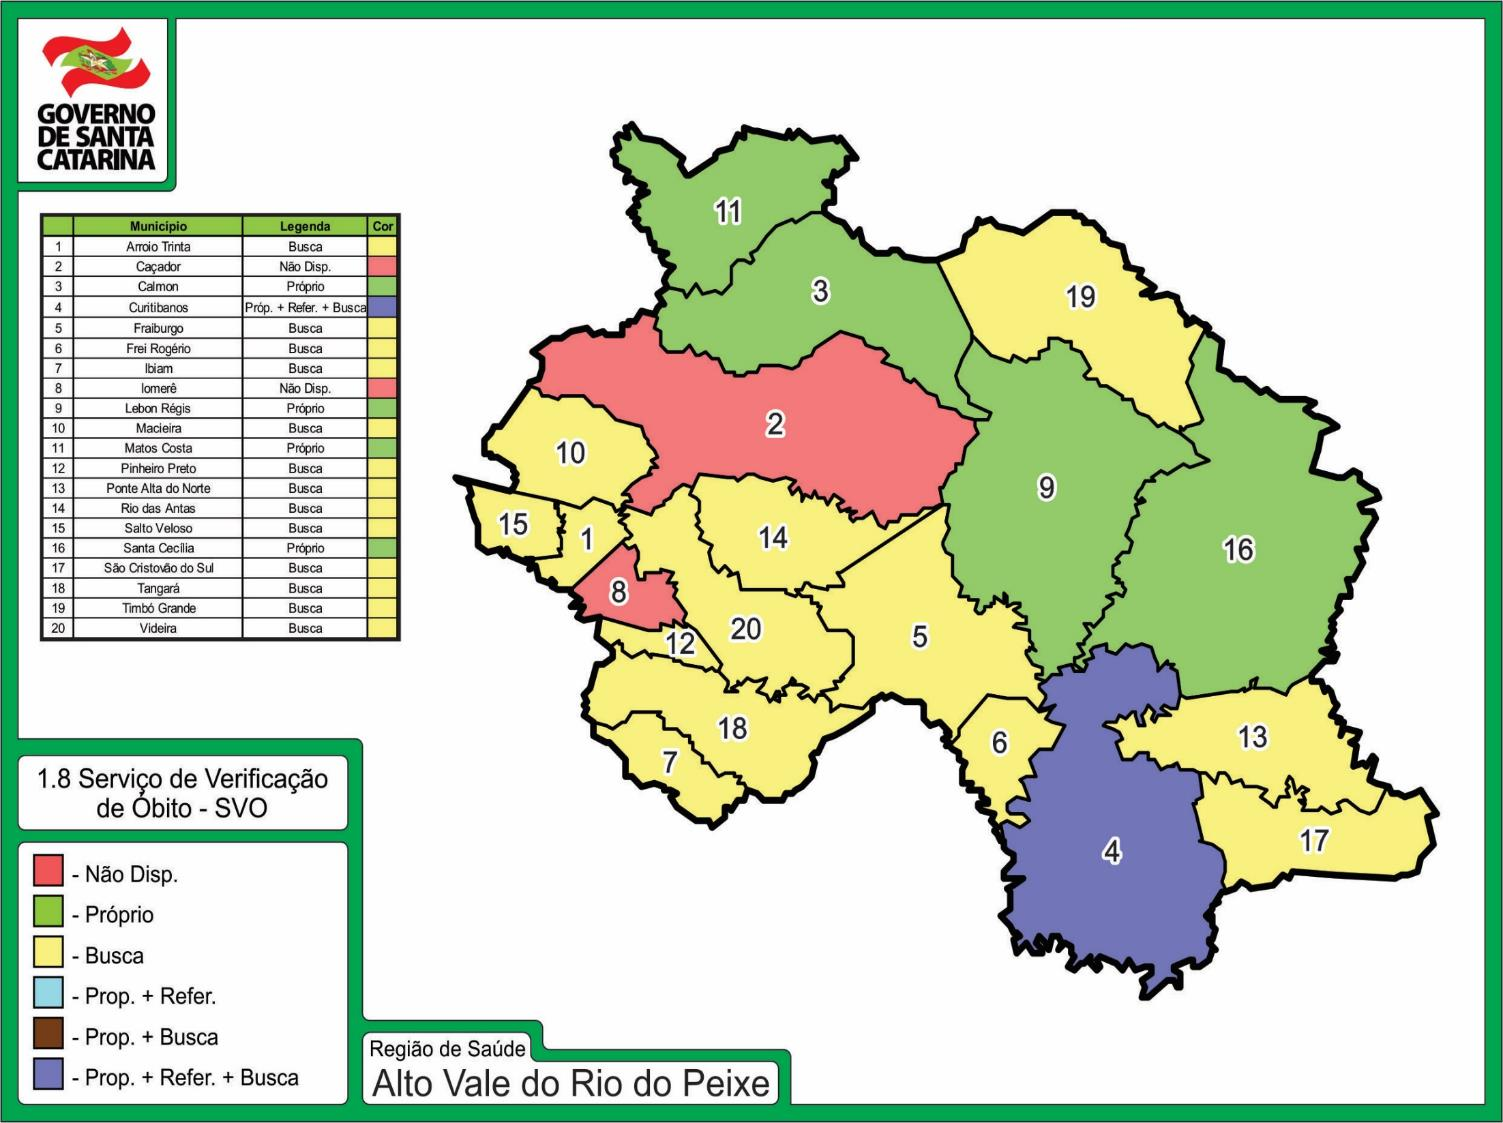 GOVERNO
DE SANTA
CATARINA
Município Legenda Cor
1 Arroio Trinta Busca
2 Caçador Não Disp.
3 Calmon Próprio
4 Curitibanos Próp. + Refer. + Busca
5 Fraiburgo Busca
6 Frei Rogério Busca
7 Ibiam Busca
8 Iomerê Não Disp.
9 Lebon Régis Próprio
10 Macieira Busca
11 Matos Costa Próprio
12 Pinheiro Preto Busca
13 Ponte Alta do Norte Busca
14 Rio das Antas Busca
15 Salto Veloso Busca
16 Santa Cecília Próprio
17 São Cristovão do Sul Busca
18 Tangará Busca
19 Timbó Grande Busca
20 Videira Busca
11
3
19
2
10
9
15
1
14
16
8
20
12
5
18
7
6
13
4
17
1.8 Serviço de Verificação
de Óbito - SVO
- Não Disp.
- Próprio
- Busca
- Prop. + Refer.
- Prop. + Busca
- Prop. + Refer. + Busca
Região de Saúde
Alto Vale do Rio do Peixe